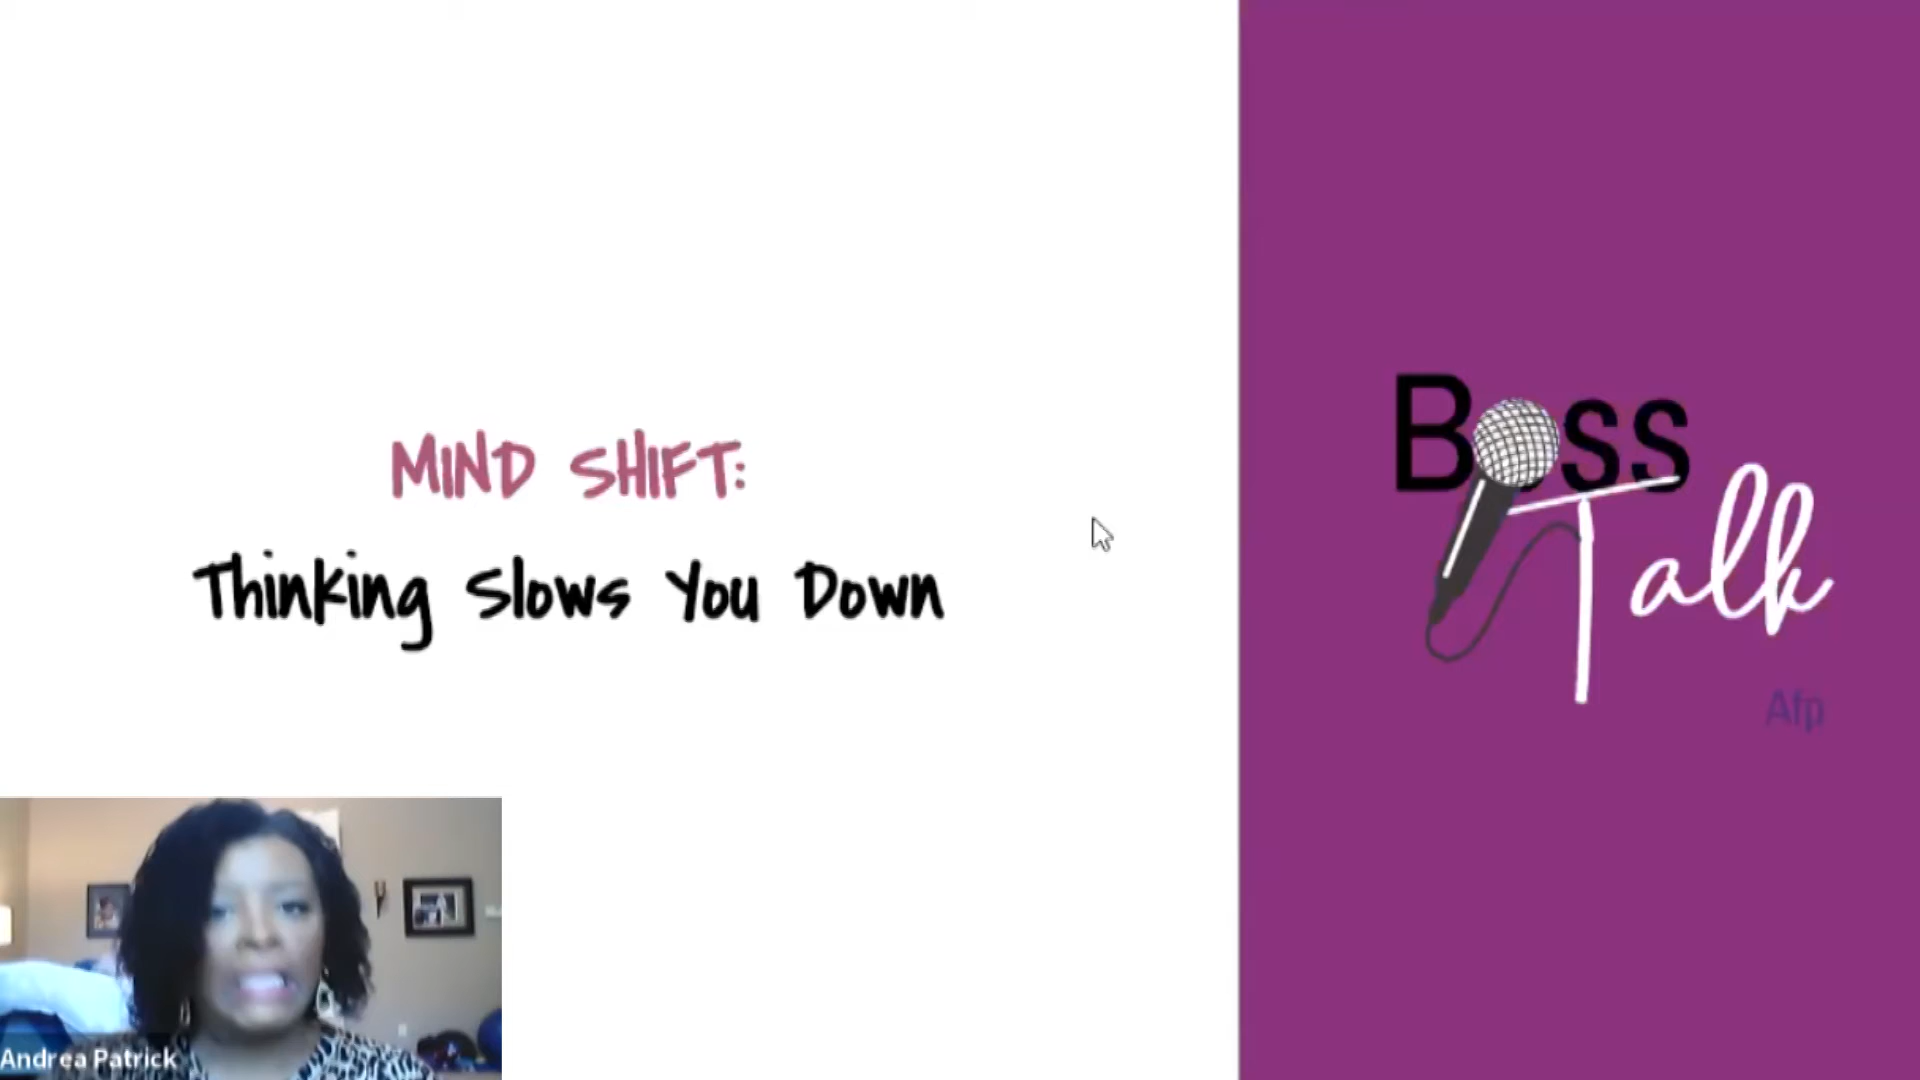 MIND SHIFT:
Thinking Slows You Down
Boss
Talk
Afp
Andrea Patrick